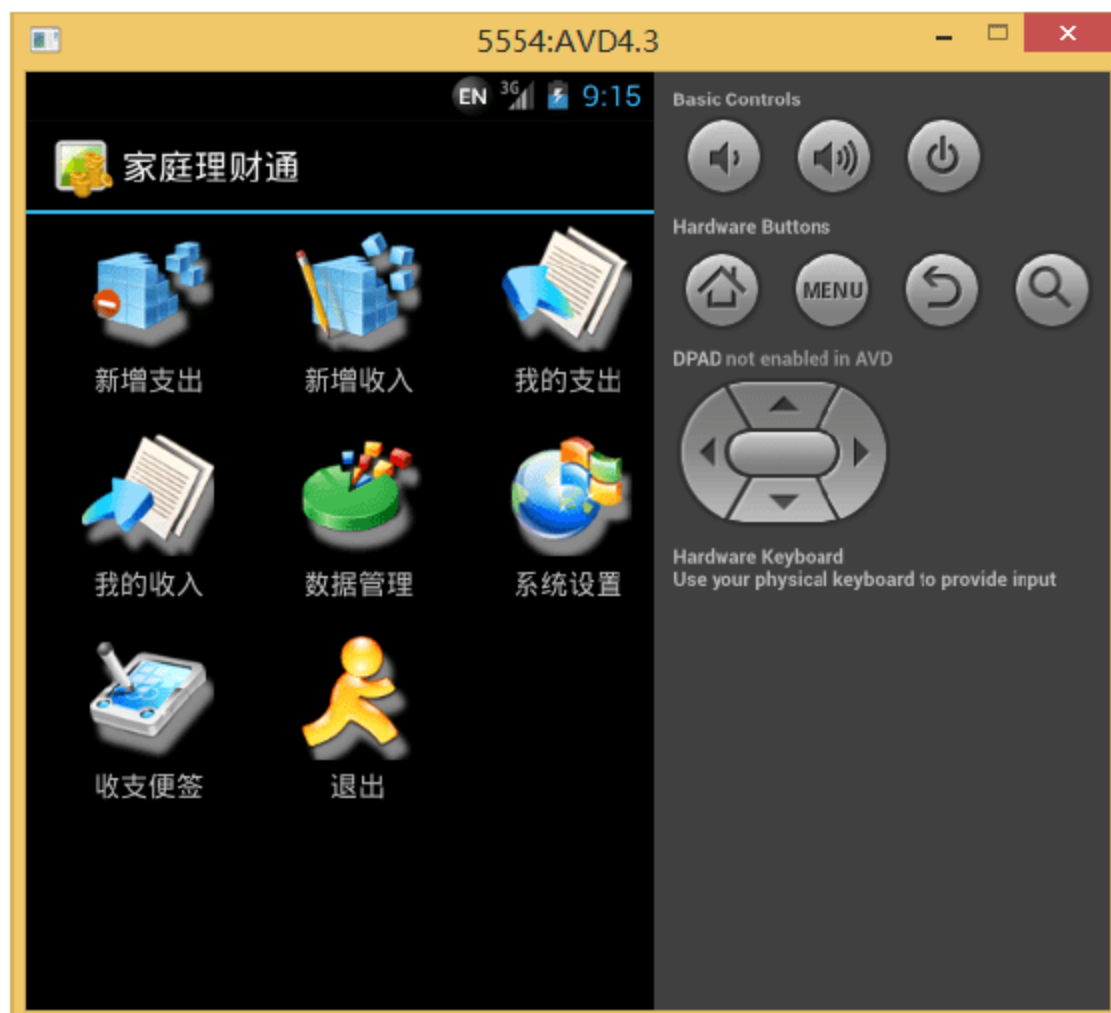 5554:AVD4.3
EN 3G 9:15
家庭理财通
新增支出 新增收入 我的支出
我的收入 数据管理 系统设置
收支便签 退出
Basic Controls
Hardware Buttons
MENU
DPAD not enabled in AVD
Hardware Keyboard
Use your physical keyboard to provide input